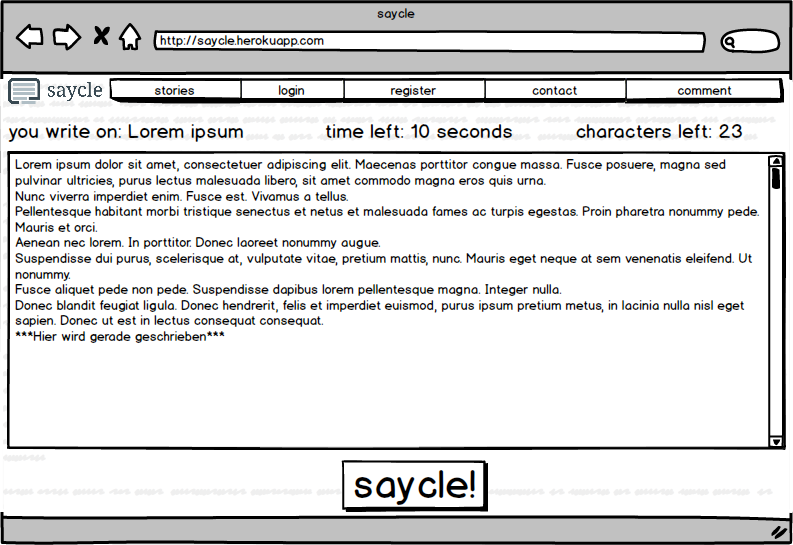 saycle
http://saycle.herokuapp.com
saycle stories login register contact comment
you write on: Lorem ipsum time left: 10 seconds characters left: 23
Lorem ipsum dolor sit amet, consectetuer adipiscing elit. Maecenas porttitor congue massa. Fusce posuere, magna sed
pulvinar ultricies, purus lectus malesuada libero, sit amet commodo magna eros quis urna.
Nunc viverra imperdiet enim. Fusce est. Vivamus a tellus.
Pellentesque habitant morbi tristique senectus et netus et malesuada fames ac turpis egestas. Proin pharetra nonummy pede.
Mauris et orci.
Aenean nec lorem. In porttitor. Donec laoreet nonummy augue.
Suspendisse dui purus, scelerisque at, vulputate vitae, pretium mattis, nunc. Mauris eget neque at sem venenatis eleifend. Ut
nonummy.
Fusce aliquet pede non pede. Suspendisse dapibus lorem pellentesque magna. Integer nulla.
Donec blandit feugiat ligula. Donec hendrerit, felis et imperdiet euismod, purus ipsum pretium metus, in lacinia nulla nisl eget
sapien. Donec ut est in lectus consequat consequat.
***Hier wird gerade geschrieben***
saycle!